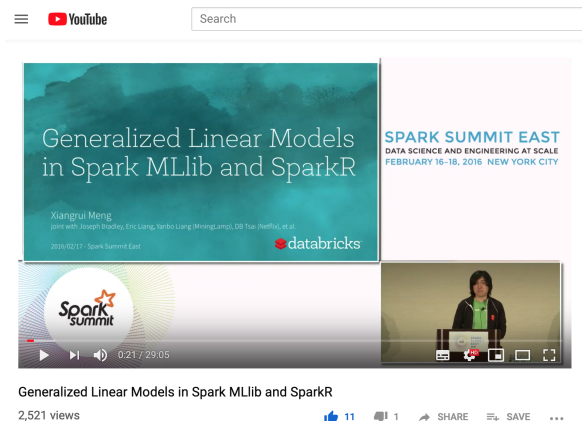 YouTube
Search
Generalized Linear Models
in Spark MLlib and SparkR
Xiangrui Meng
joint with Joseph Bradley, Eric Liang, Yanbo Liang (MiningLamp), DB Tsai (Netflix), et al.
2016/02/17 - Spark Summit East
databricks
SPARK SUMMIT EAST
DATA SCIENCE AND ENGINEERING AT SCALE
FEBRUARY 16-18, 2016 NEW YORK CITY
Spark
summit
0:21 / 29:05
HD
Generalized Linear Models in Spark MLlib and SparkR
2,521 views
11
1
SHARE
SAVE